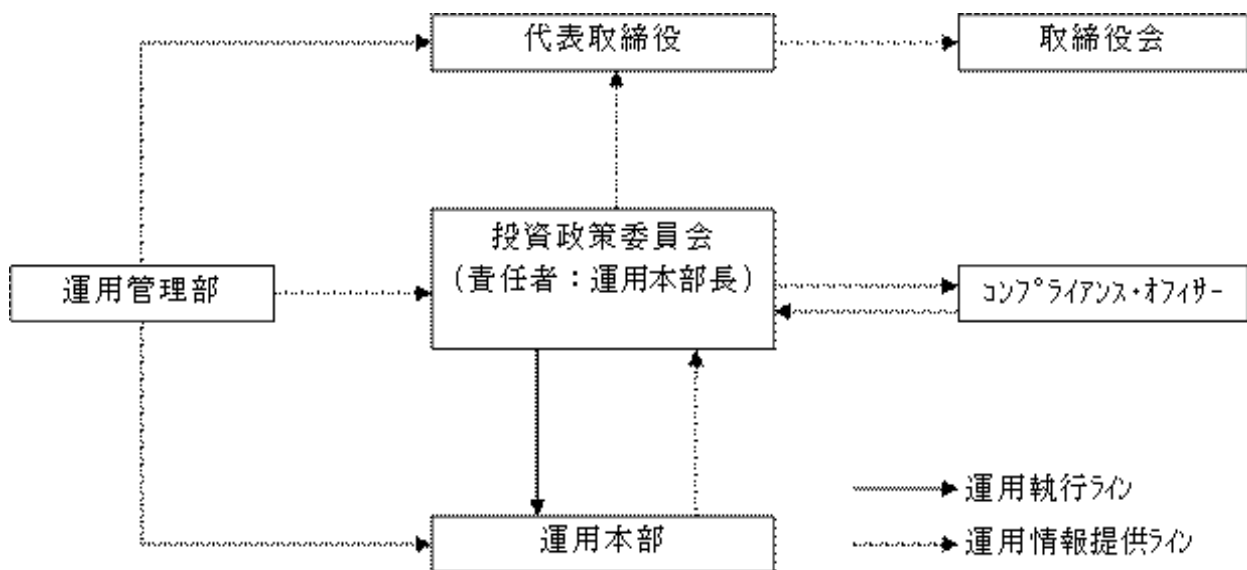 代表取締役
取締役会
投資政策委員会
(責任者：運用本部長)
運用管理部
ｺﾝﾌﾟﾗｲｱﾝｽ・ｵﾌｨｻｰ
運用執行ﾗｲﾝ
運用本部
運用情報提供ﾗｲﾝ